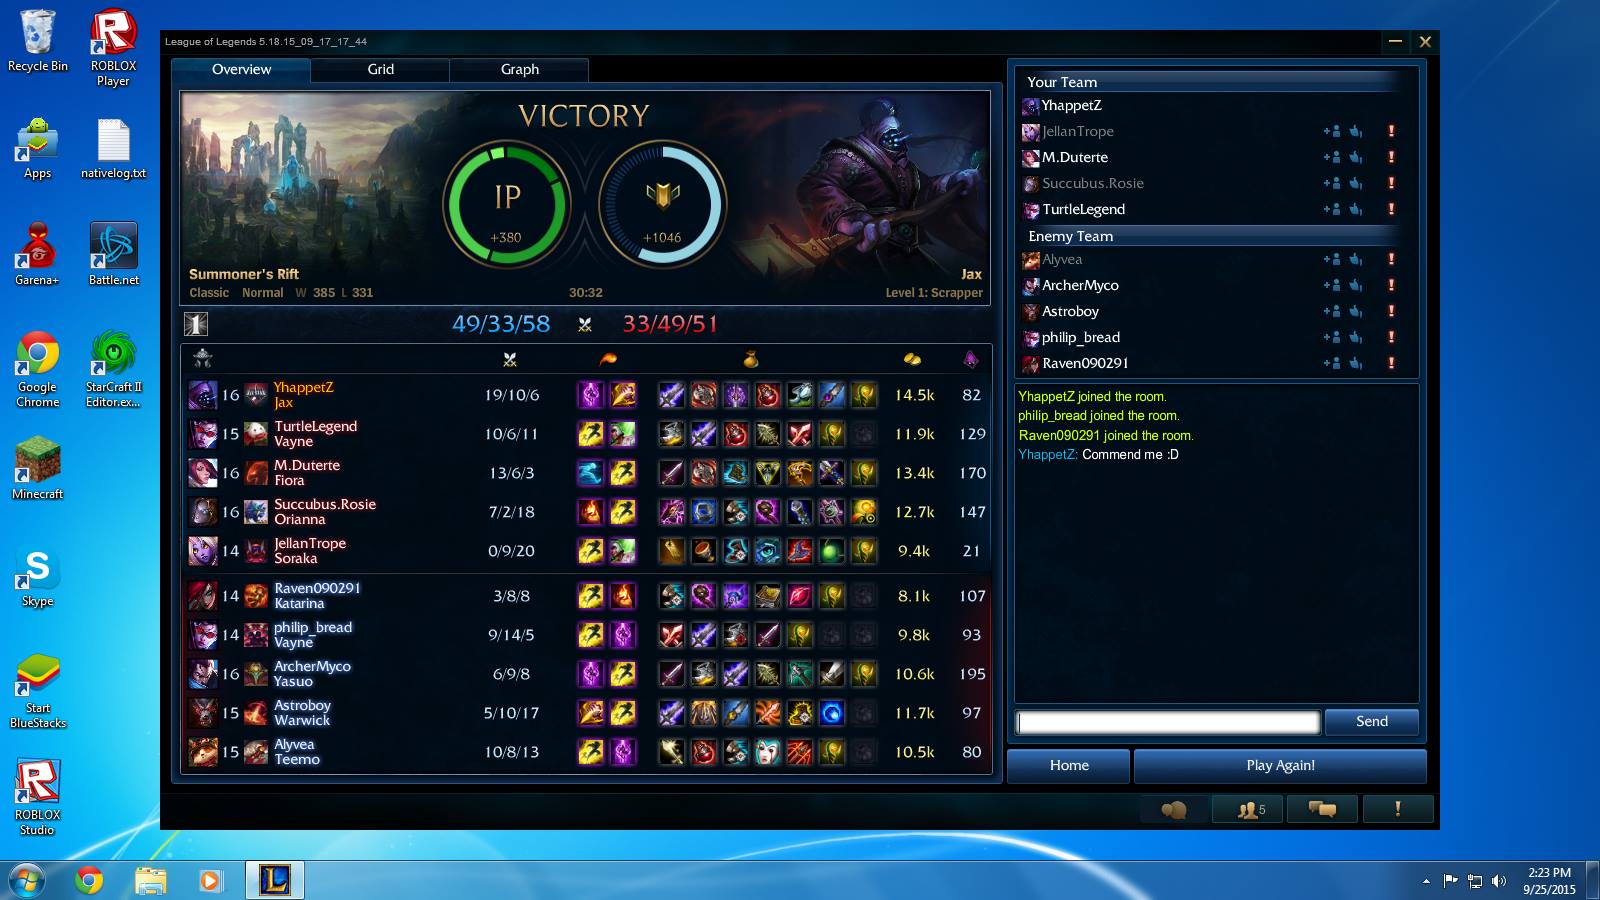 Recycle Bin
ROBLOX
Player
Apps
nativelog.txt
Garena+
Battle.net
Google
Chrome
StarCraft II
Editor.ex...
Minecraft
Skype
Start
BlueStacks
ROBLOX
Studio
League of Legends 5.18.15_09_17_17_44
Overview
Grid
Graph
VICTORY
IP
+380
+1046
Summoner's Rift
Classic Normal W 385 L 331
30:32
Jax
Level 1: Scrapper
1
49/33/58
33/49/51
16 YhappetZ 19/10/6 14.5k 82
Jax
15 TurtleLegend 10/6/11 11.9k 129
Vayne
16 M.Duterte 13/6/3 13.4k 170
Fiora
16 Succubus.Rosie 7/2/18 12.7k 147
Orianna
14 JellanTrope 0/9/20 9.4k 21
Soraka
14 Raven090291 3/8/8 8.1k 107
Katarina
14 philip_bread 9/14/5 9.8k 93
Vayne
16 ArcherMyco 6/9/8 10.6k 195
Yasuo
15 Astroboy 5/10/17 11.7k 97
Warwick
15 Alyvea 10/8/13 10.5k 80
Teemo
Your Team
YhappetZ
JellanTrope
M.Duterte
Succubus.Rosie
TurtleLegend
Enemy Team
Alyvea
ArcherMyco
Astroboy
philip_bread
Raven090291
YhappetZ joined the room.
philip_bread joined the room.
Raven090291 joined the room.
YhappetZ: Commend me :D
Send
Home
Play Again!
5
L
2:23 PM
9/25/2015